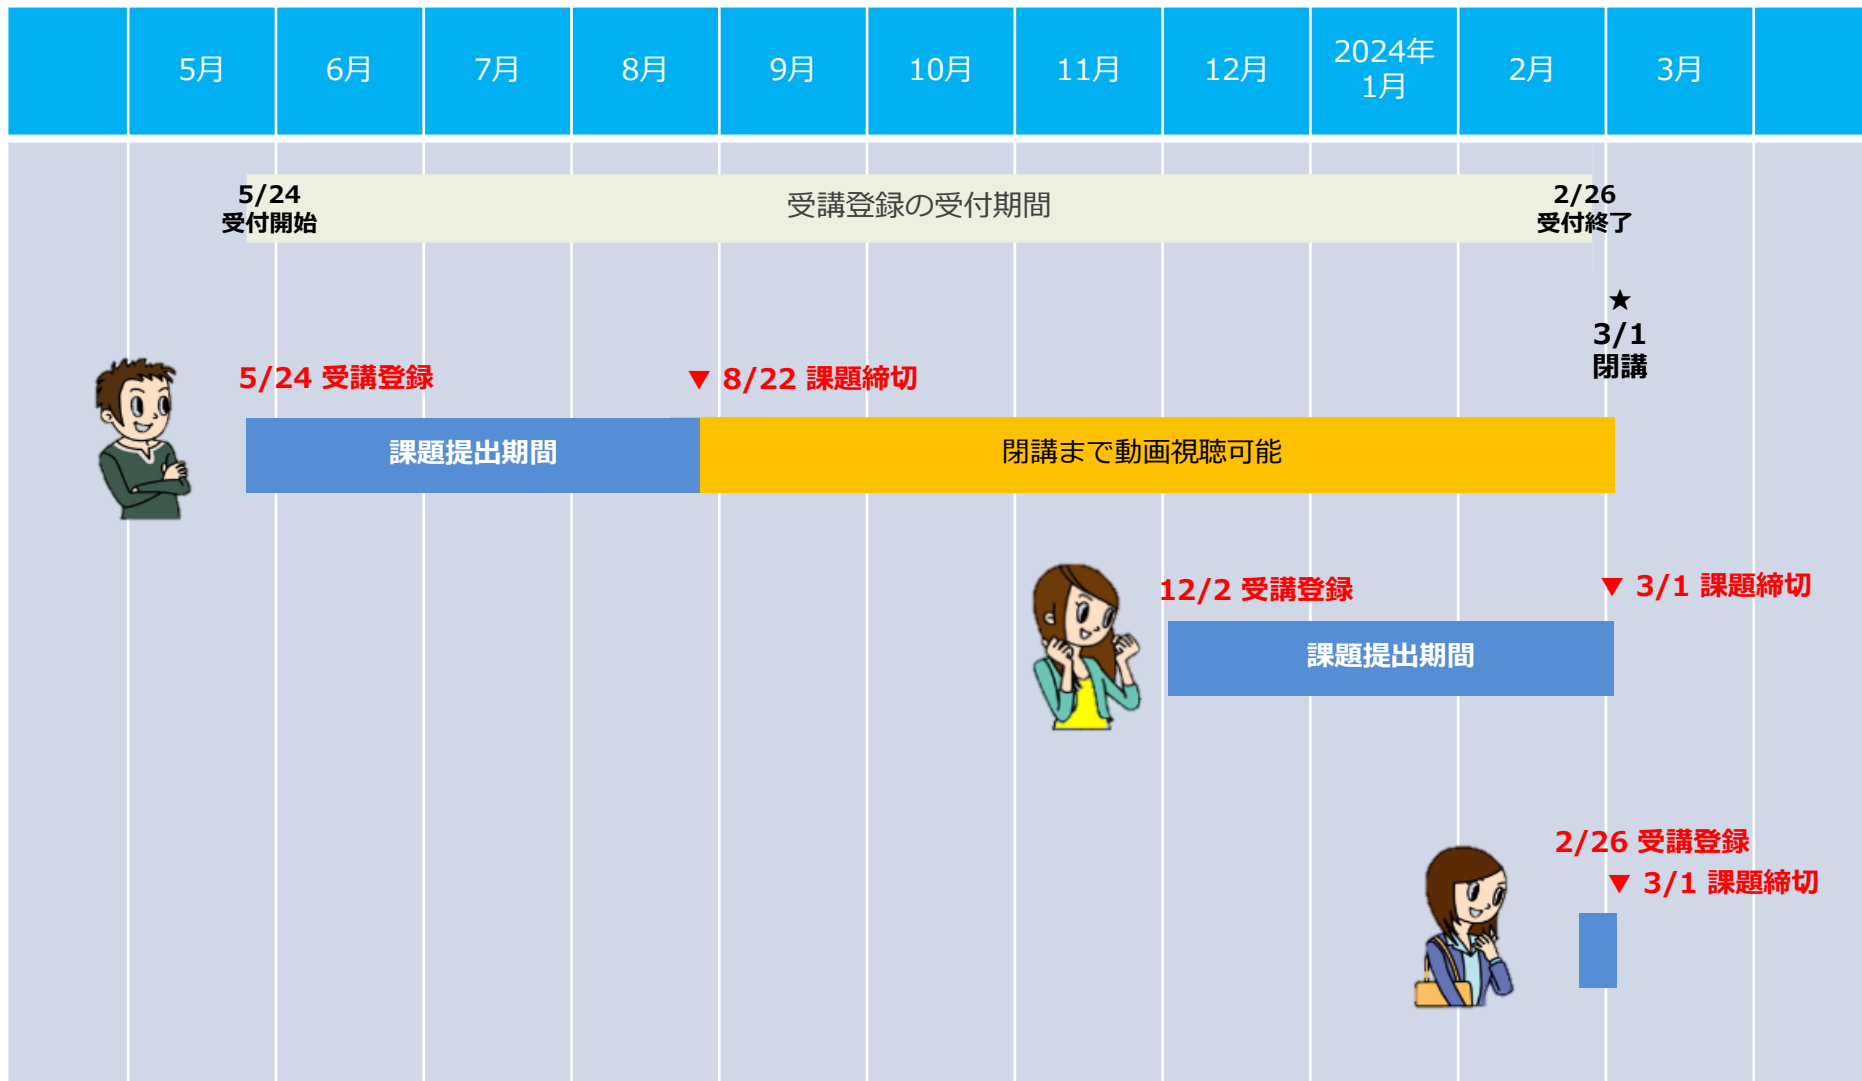 5月
6月
7月
8月
9月
10月
11月
12月
2024年
1月
2月
3月
5/24
受付開始
受講登録の受付期間
2/26
受付終了
★
3/1
閉講
5/24 受講登録
▼ 8/22 課題締切
課題提出期間
閉講まで動画視聴可能
12/2 受講登録
▼ 3/1 課題締切
課題提出期間
2/26 受講登録
▼ 3/1 課題締切